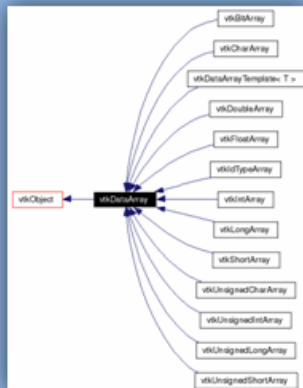 vtkBitArray
vtkCharArray
vtkDataArrayTemplate< T >
vtkDoubleArray
vtkFloatArray
vtkIdTypeArray
vtkObject
vtkDataArray
vtkIntArray
vtkLongArray
vtkShortArray
vtkUnsignedCharArray
vtkUnsignedIntArray
vtkUnsignedLongArray
vtkUnsignedShortArray